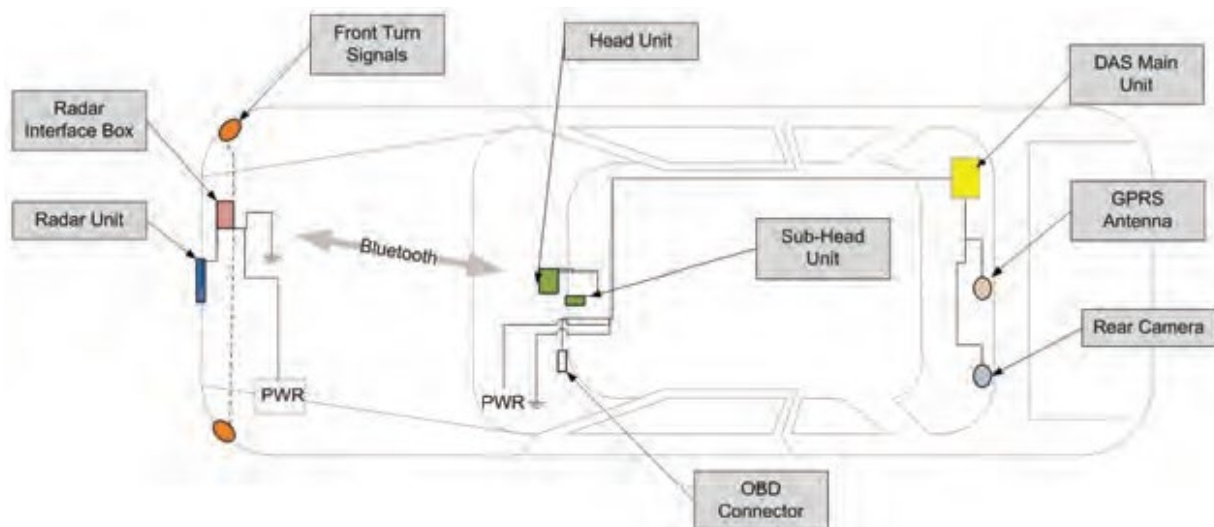 Front Turn
Signals
Head Unit
DAS Main
Unit
Radar
Interface Box
Radar Unit
GPRS
Antenna
Bluetooth
Sub-Head
Unit
Rear Camera
PWR
PWR
OBD
Connector